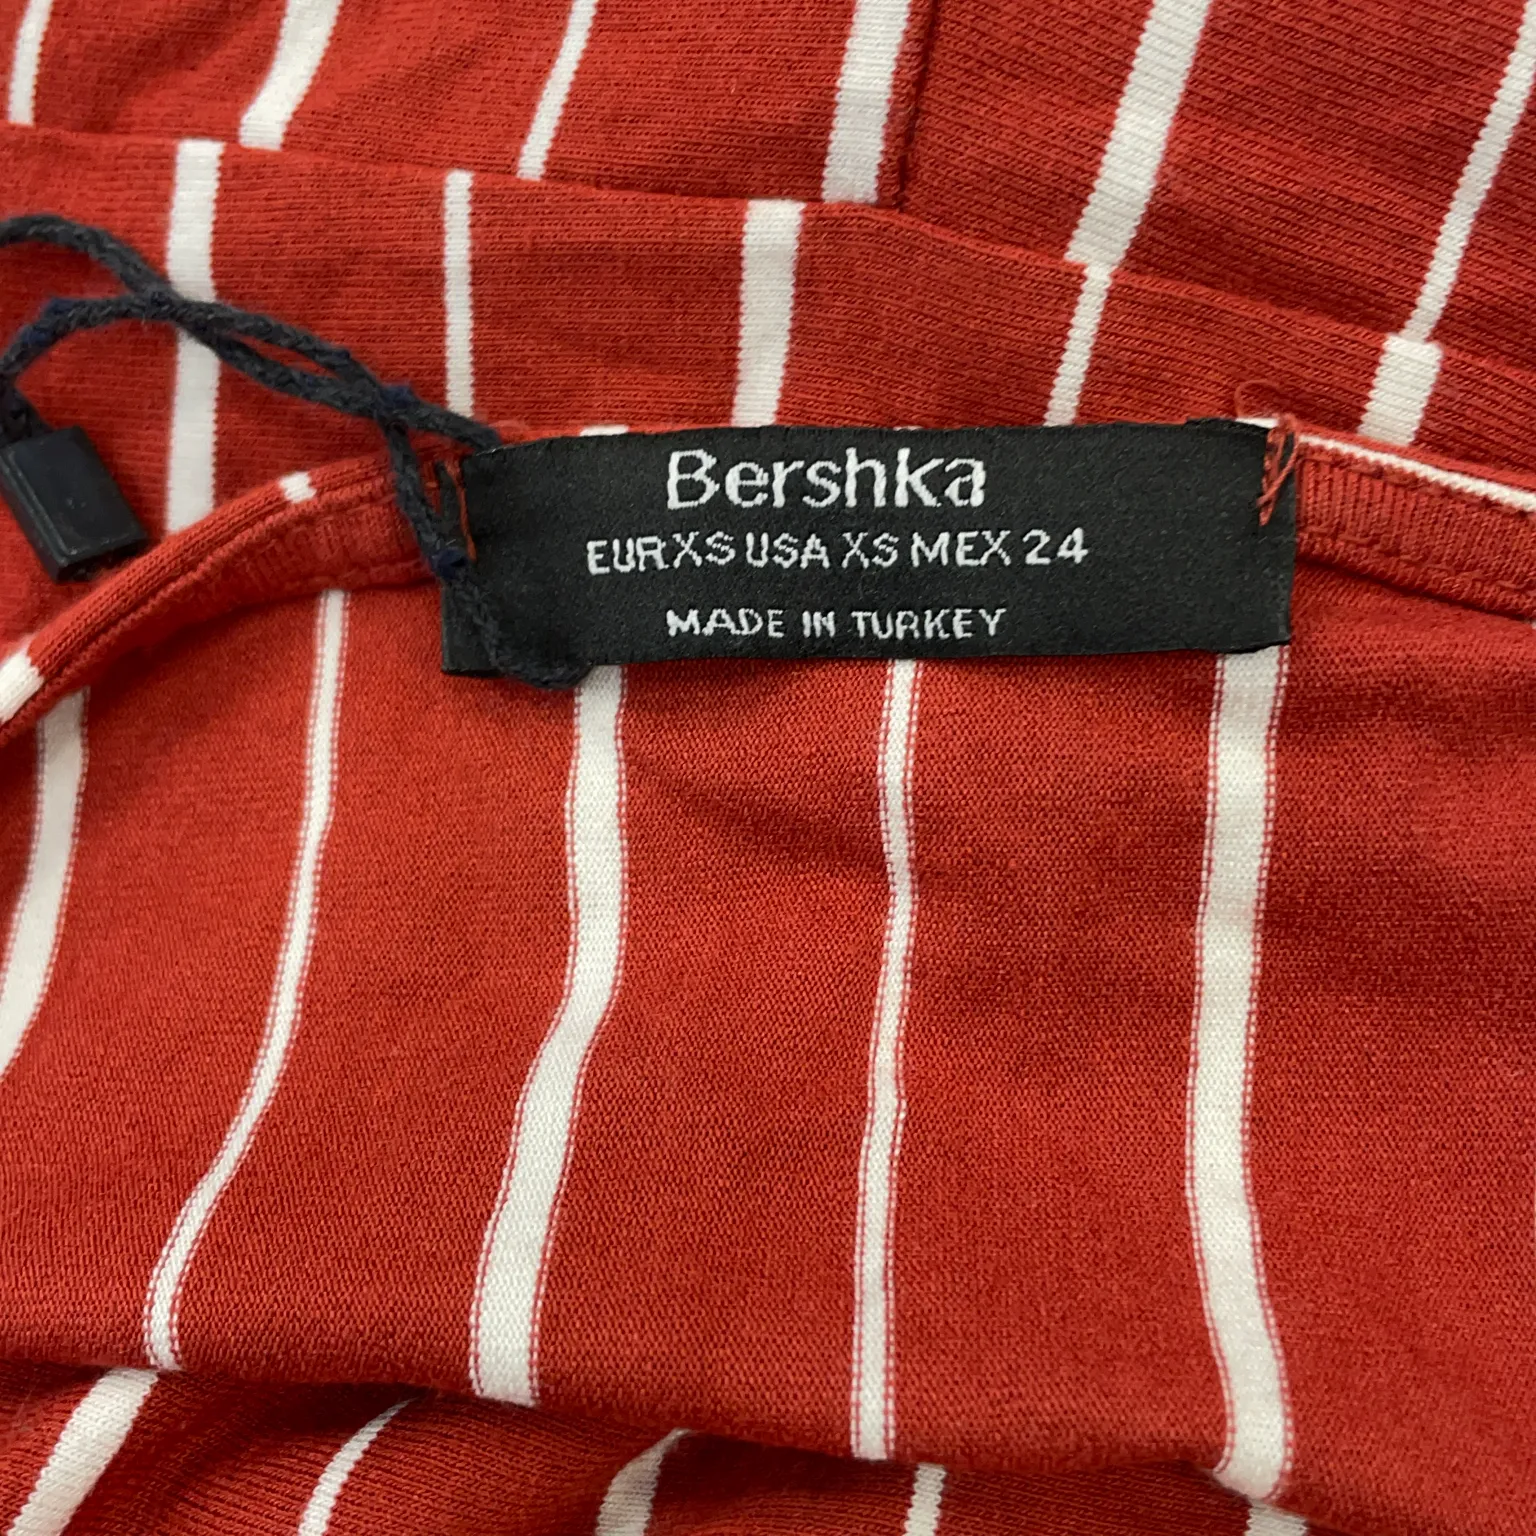 Bershka
EUR XS USA XS MEX 24
MADE IN TURKEY